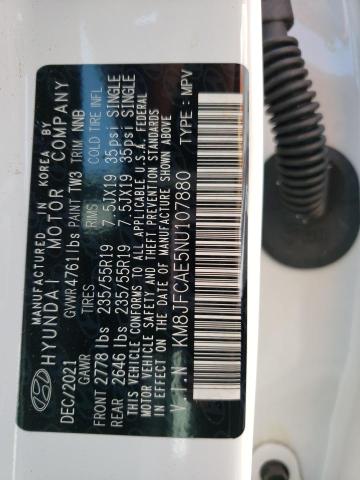 MANUFACTURED IN KOREA BY
HYUNDAI MOTOR COMPANY
DEC/2021 GVWR 4761 lbs PAINT TW3 TRIM NNB
GAWR TIRES RIMS COLD TIRE INFL
FRONT 2778 lbs 235/55R19 7.5JX19 35psi SINGLE
REAR 2646 lbs 235/55R19 7.5JX19 35psi SINGLE
THIS VEHICLE CONFORMS TO ALL APPLICABLE U.S.A. FEDERAL
MOTOR VEHICLE SAFETY AND THEFT PREVENTION STANDARDS
IN EFFECT ON THE DATE OF MANUFACTURE SHOWN ABOVE
V.I.N KM8JFCAE5NU107880 TYPE: MPV